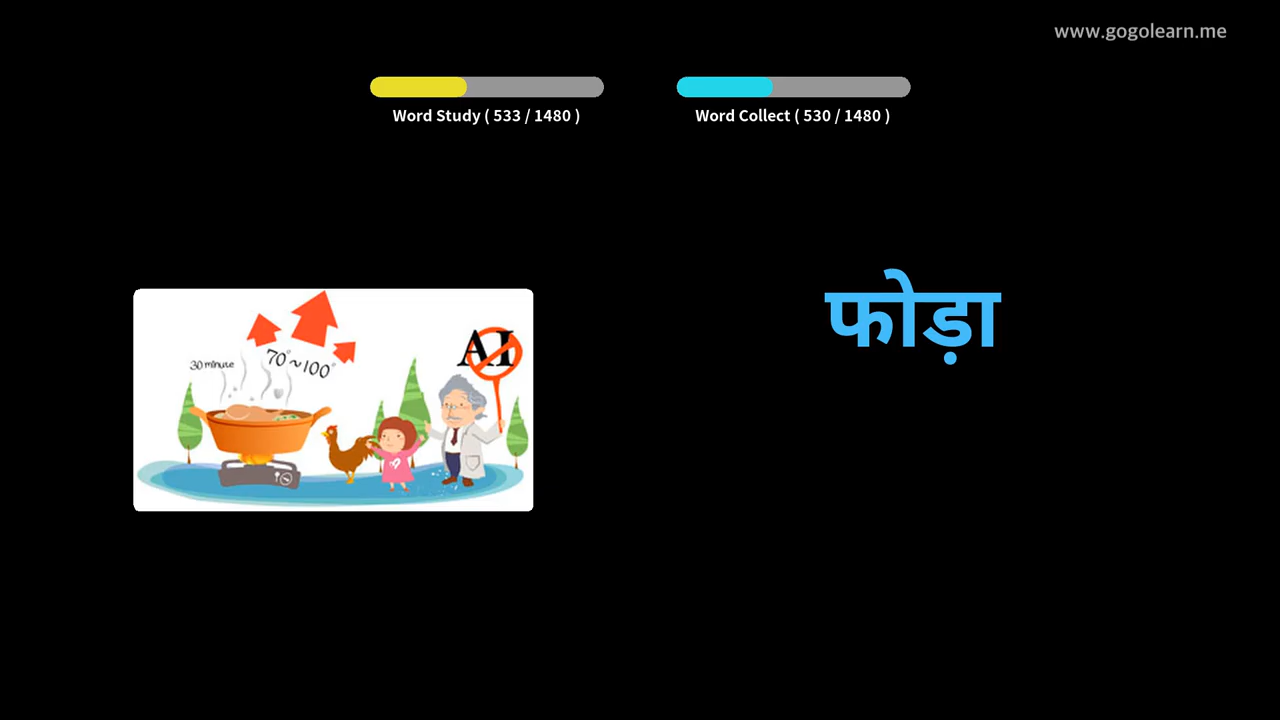 www.gogolearn.me
Word Study ( 533 / 1480 )
Word Collect ( 530 / 1480 )
फोड़ा
30 minute
70°~100°
AI